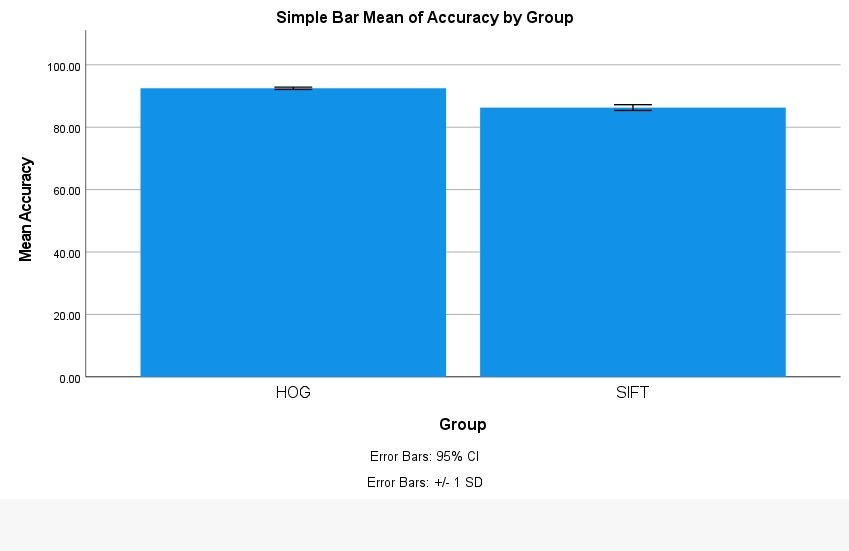 Simple Bar Mean of Accuracy by Group
Mean Accuracy
100.00
80.00
60.00
40.00
20.00
0.00
HOG
SIFT
Group
Error Bars: 95% CI
Error Bars: +/- 1 SD